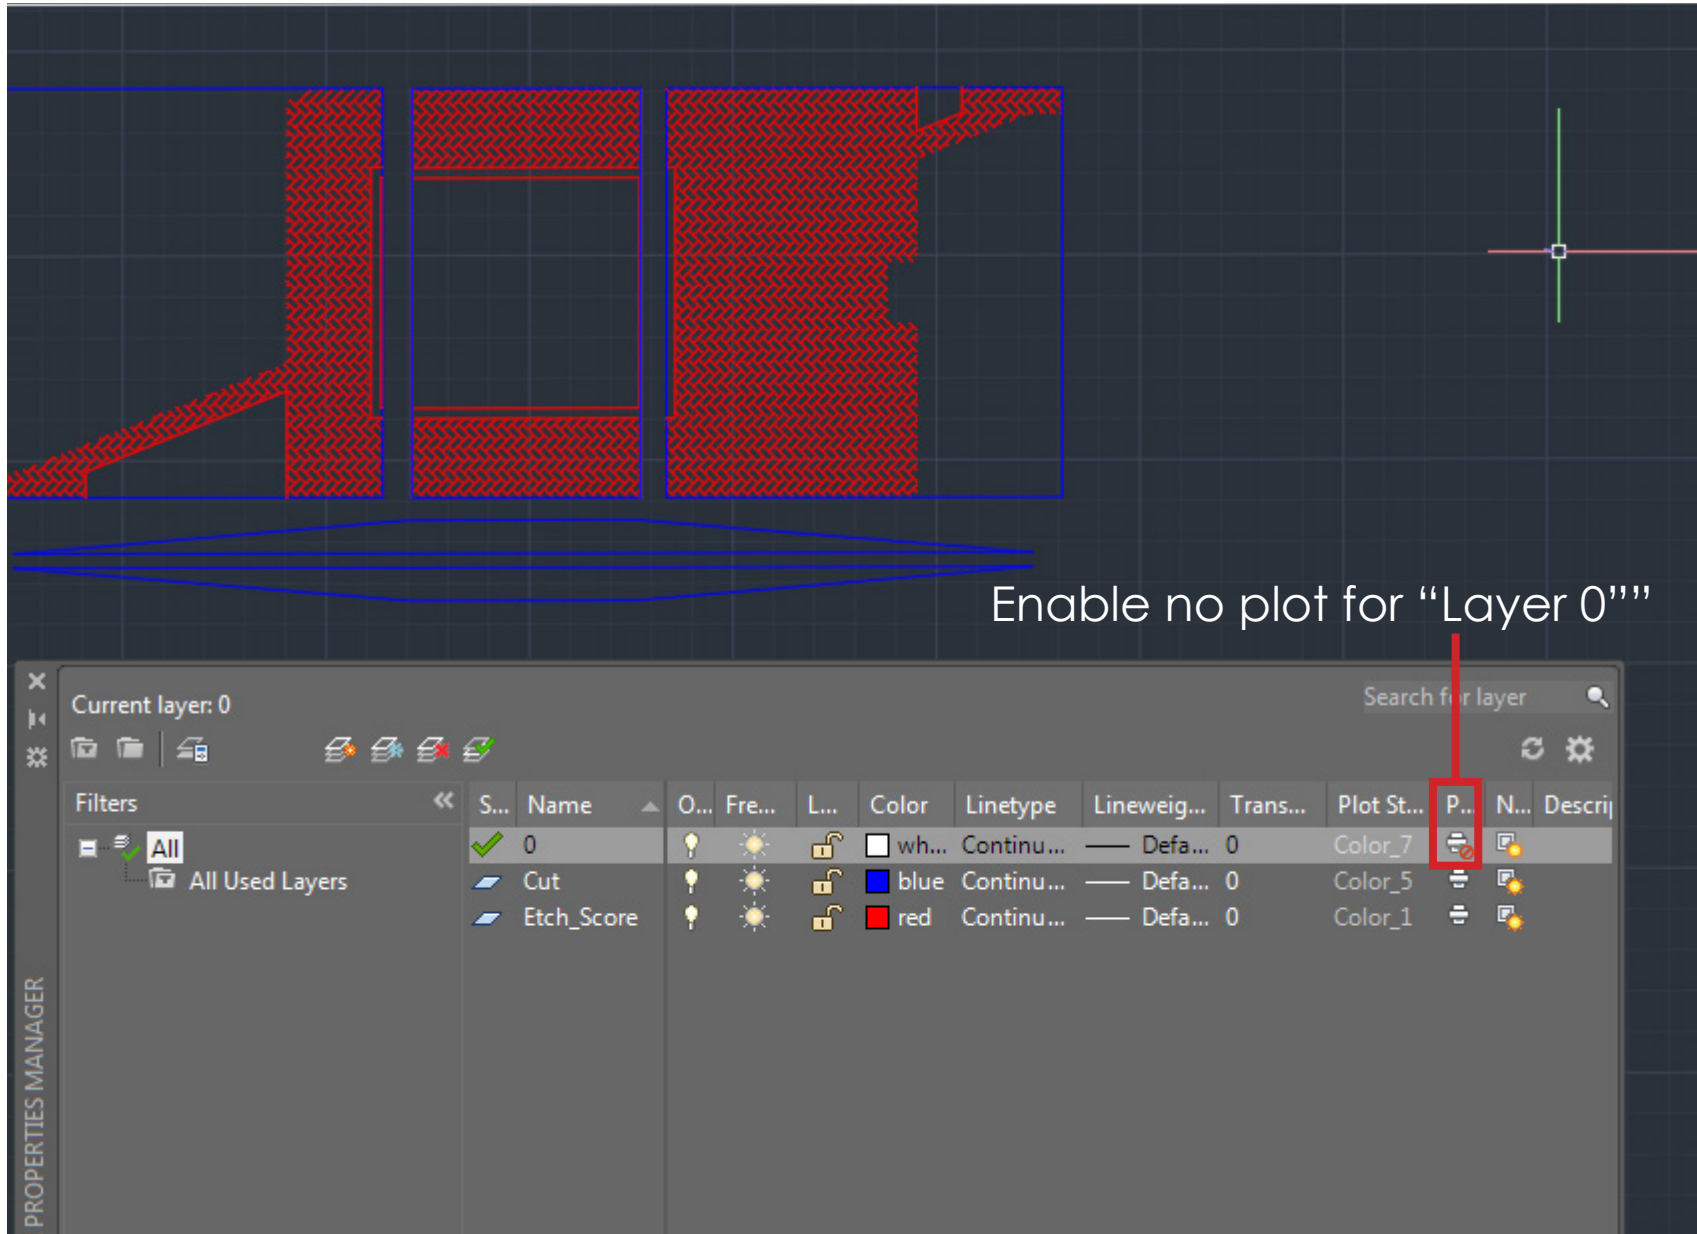 Enable no plot for “Layer 0””
Current layer: 0
Search for layer
Filters
S... Name O... Fre... L... Color Linetype Lineweig... Trans... Plot St... P... N... Descrip
All
All Used Layers
0 wh... Continu... Defa... 0 Color_7
Cut blue Continu... Defa... 0 Color_5
Etch_Score red Continu... Defa... 0 Color_1
PROPERTIES MANAGER